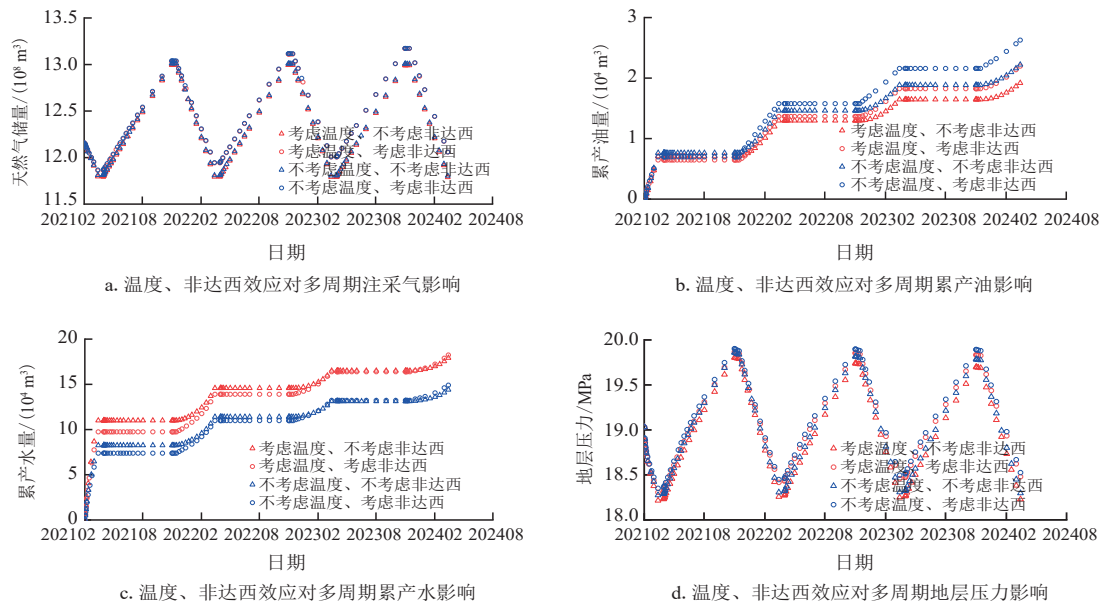 13.5
13.0
12.5
12.0
11.5
天然气储量/(10⁸ m³)
考虑温度、不考虑非达西
考虑温度、考虑非达西
不考虑温度、不考虑非达西
不考虑温度、考虑非达西
202102 202108 202202 202208 202302 202308 202402 202408
日期
a. 温度、非达西效应对多周期注采气影响
3
2
1
0
累产油量/(10⁴ m³)
考虑温度、不考虑非达西
考虑温度、考虑非达西
不考虑温度、不考虑非达西
不考虑温度、考虑非达西
202102 202108 202202 202208 202302 202308 202402 202408
日期
b. 温度、非达西效应对多周期累产油影响
20
15
10
5
0
累产水量/(10⁴ m³)
考虑温度、不考虑非达西
考虑温度、考虑非达西
不考虑温度、不考虑非达西
不考虑温度、考虑非达西
202102 202108 202202 202208 202302 202308 202402 202408
日期
c. 温度、非达西效应对多周期累产水影响
20.0
19.5
19.0
18.5
18.0
地层压力/MPa
考虑温度、不考虑非达西
考虑温度、考虑非达西
不考虑温度、不考虑非达西
不考虑温度、考虑非达西
202102 202108 202202 202208 202302 202308 202402 202408
日期
d. 温度、非达西效应对多周期地层压力影响